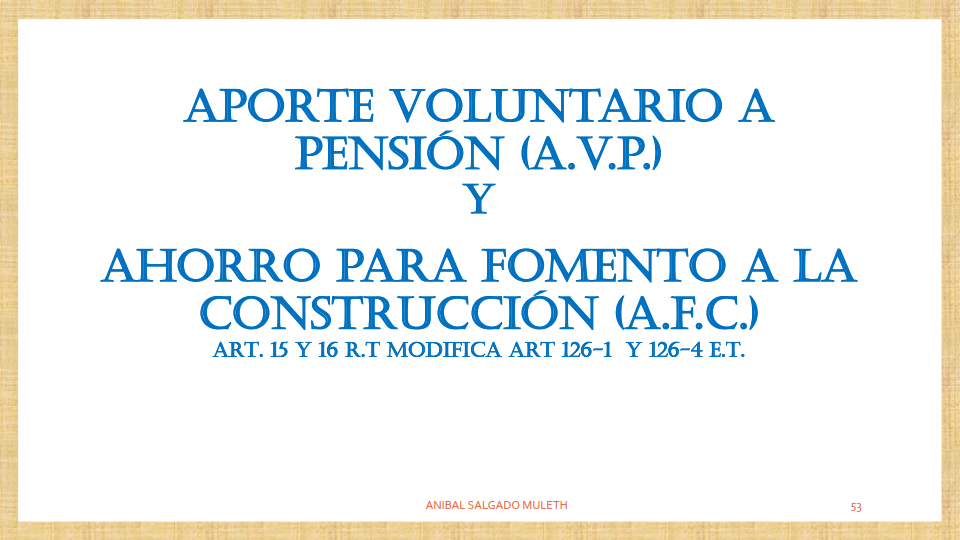 APORTE VOLUNTARIO A
PENSIÓN (A.V.P.)
Y
AHORRO PARA FOMENTO A LA
CONSTRUCCIÓN (A.F.C.)
ART. 15 Y 16 R.T MODIFICA ART 126-1 Y 126-4 E.T.
ANIBAL SALGADO MULETH
53